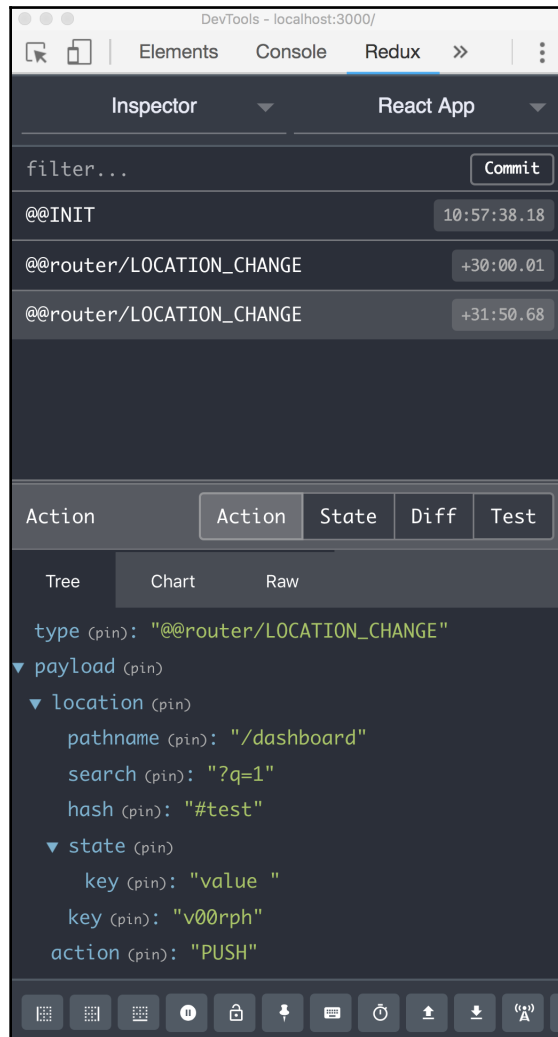 DevTools - localhost:3000/
Elements Console Redux »
Inspector React App
filter... Commit
@@INIT 10:57:38.18
@@router/LOCATION_CHANGE +30:00.01
@@router/LOCATION_CHANGE +31:50.68
Action Action State Diff Test
Tree Chart Raw
type (pin): "@@router/LOCATION_CHANGE"
payload (pin)
location (pin)
pathname (pin): "/dashboard"
search (pin): "?q=1"
hash (pin): "#test"
state (pin)
key (pin): "value "
key (pin): "v00rph"
action (pin): "PUSH"